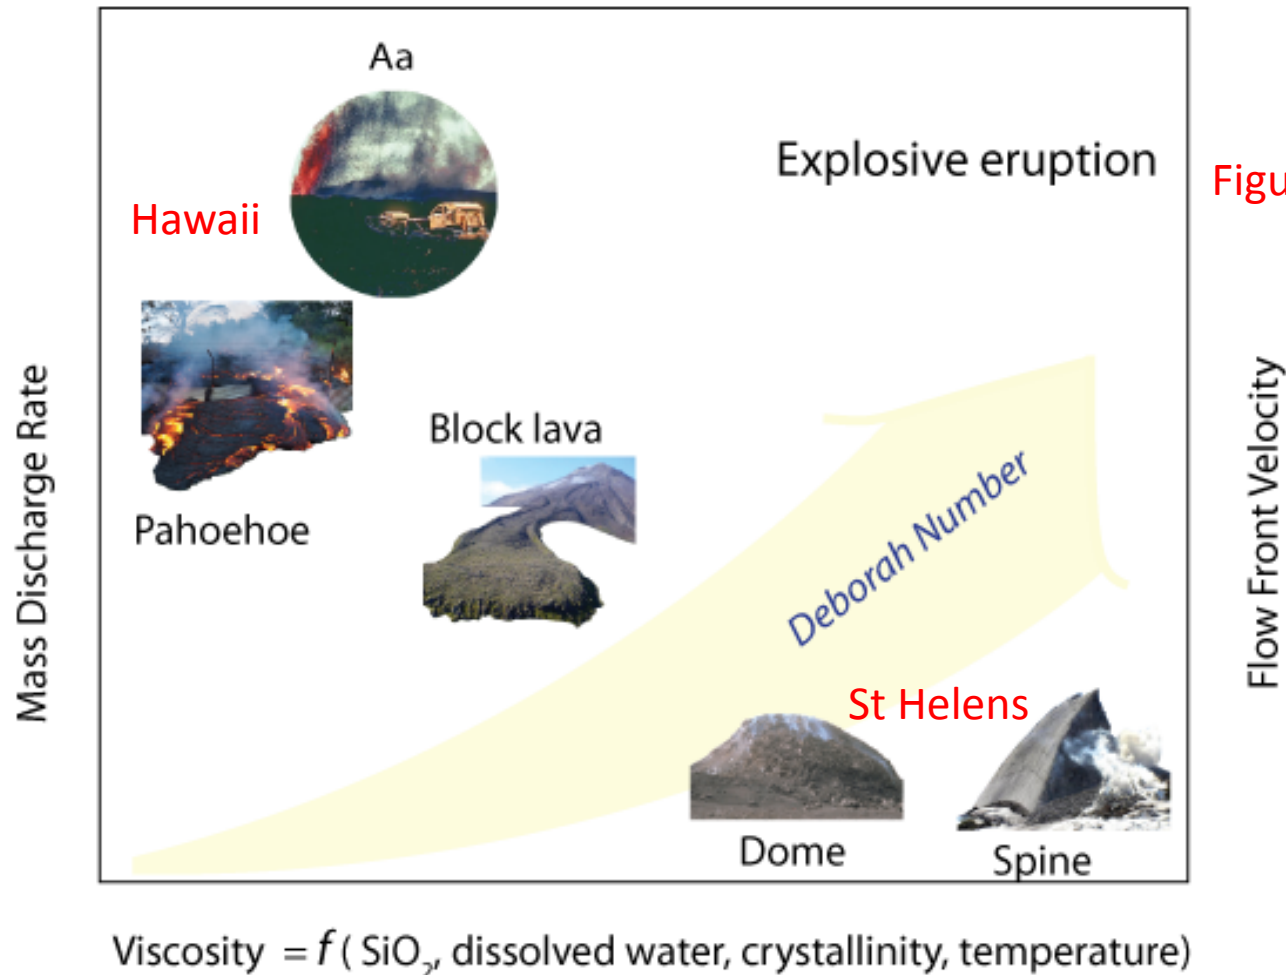 Aa
Explosive eruption
Figu
Hawaii
Mass Discharge Rate
Flow Front Velocity
Block lava
Pahoehoe
Deborah Number
St Helens
Dome
Spine
Viscosity = f ( SiO₂, dissolved water, crystallinity, temperature)